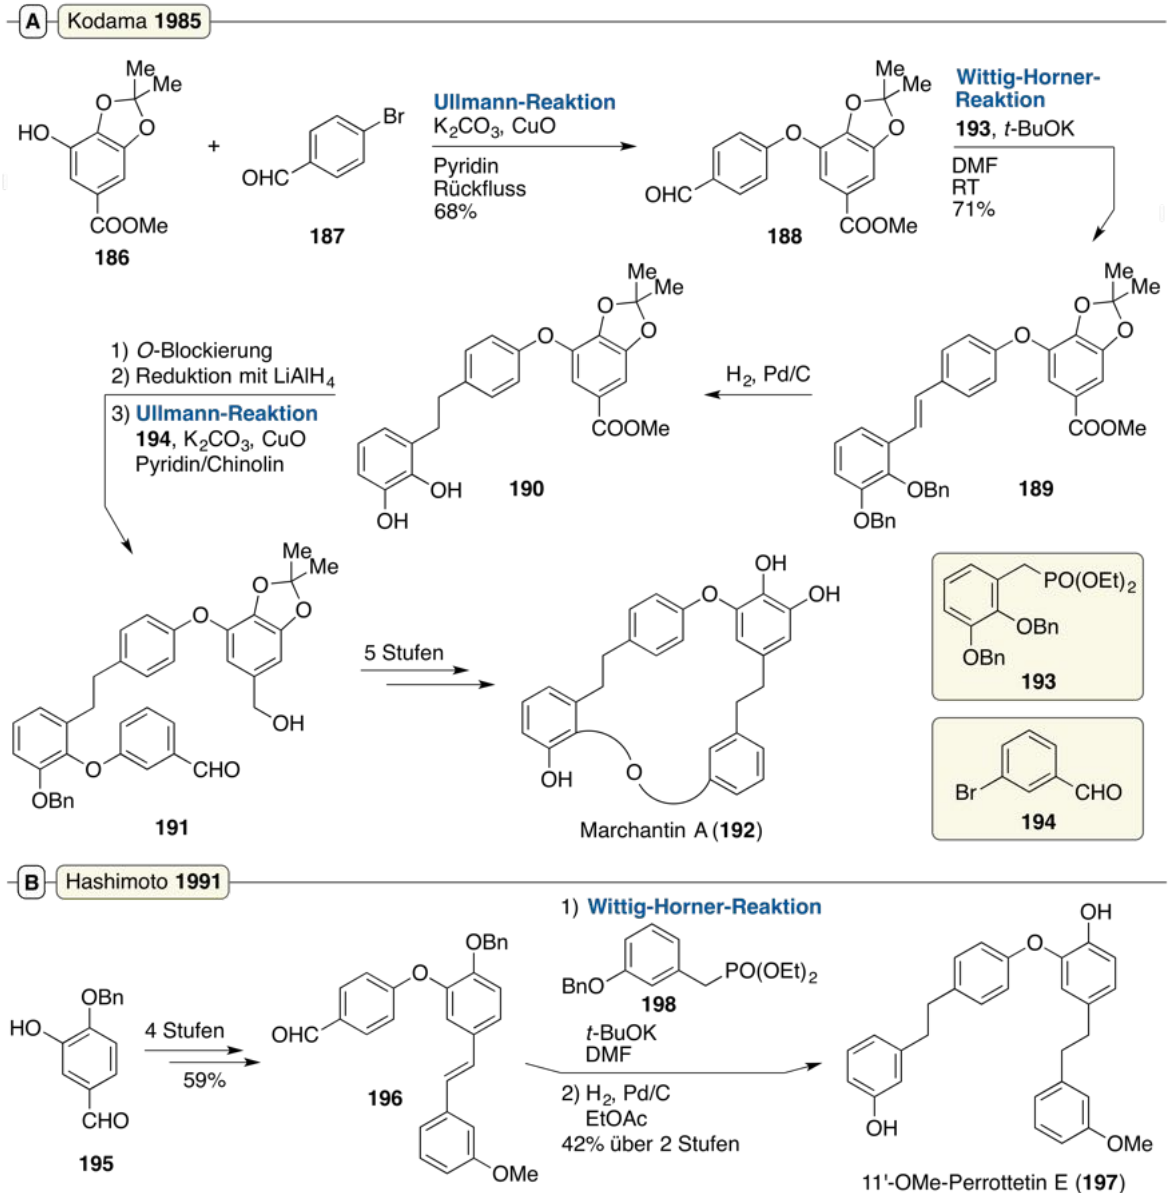 A Kodama 1985
Me
Me
O
O
HO
COOMe
186
+
Br
OHC
187
Ullmann-Reaktion
K2CO3, CuO
Pyridin
Rückfluss
68%
Me
Me
O
O
O
OHC
COOMe
188
Wittig-Horner-
Reaktion
193, t-BuOK
DMF
RT
71%
1) O-Blockierung
2) Reduktion mit LiAlH4
3) Ullmann-Reaktion
194, K2CO3, CuO
Pyridin/Chinolin
Me
Me
O
O
O
COOMe
OH
OH
190
H2, Pd/C
Me
Me
O
O
O
COOMe
OBn
OBn
189
Me
Me
O
O
O
OH
O
CHO
OBn
191
5 Stufen
OH
OH
O
OH
O
Marchantin A (192)
PO(OEt)2
OBn
OBn
193
Br
CHO
194
B Hashimoto 1991
OBn
HO
CHO
195
4 Stufen
59%
OBn
O
OHC
OMe
196
1) Wittig-Horner-Reaktion
PO(OEt)2
BnO
198
t-BuOK
DMF
2) H2, Pd/C
EtOAc
42% über 2 Stufen
OH
O
OH
OMe
11'-OMe-Perrottetin E (197)